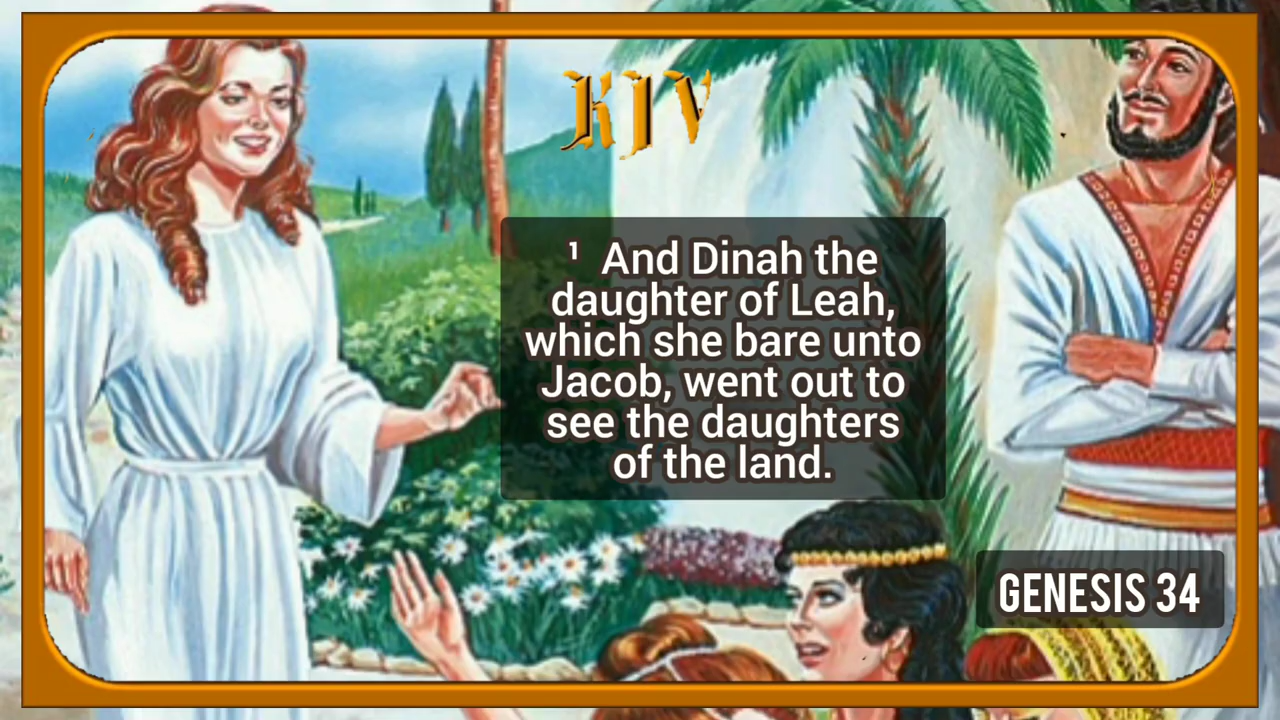 KJV
¹ And Dinah the
daughter of Leah,
which she bare unto
Jacob, went out to
see the daughters
of the land.
GENESIS 34